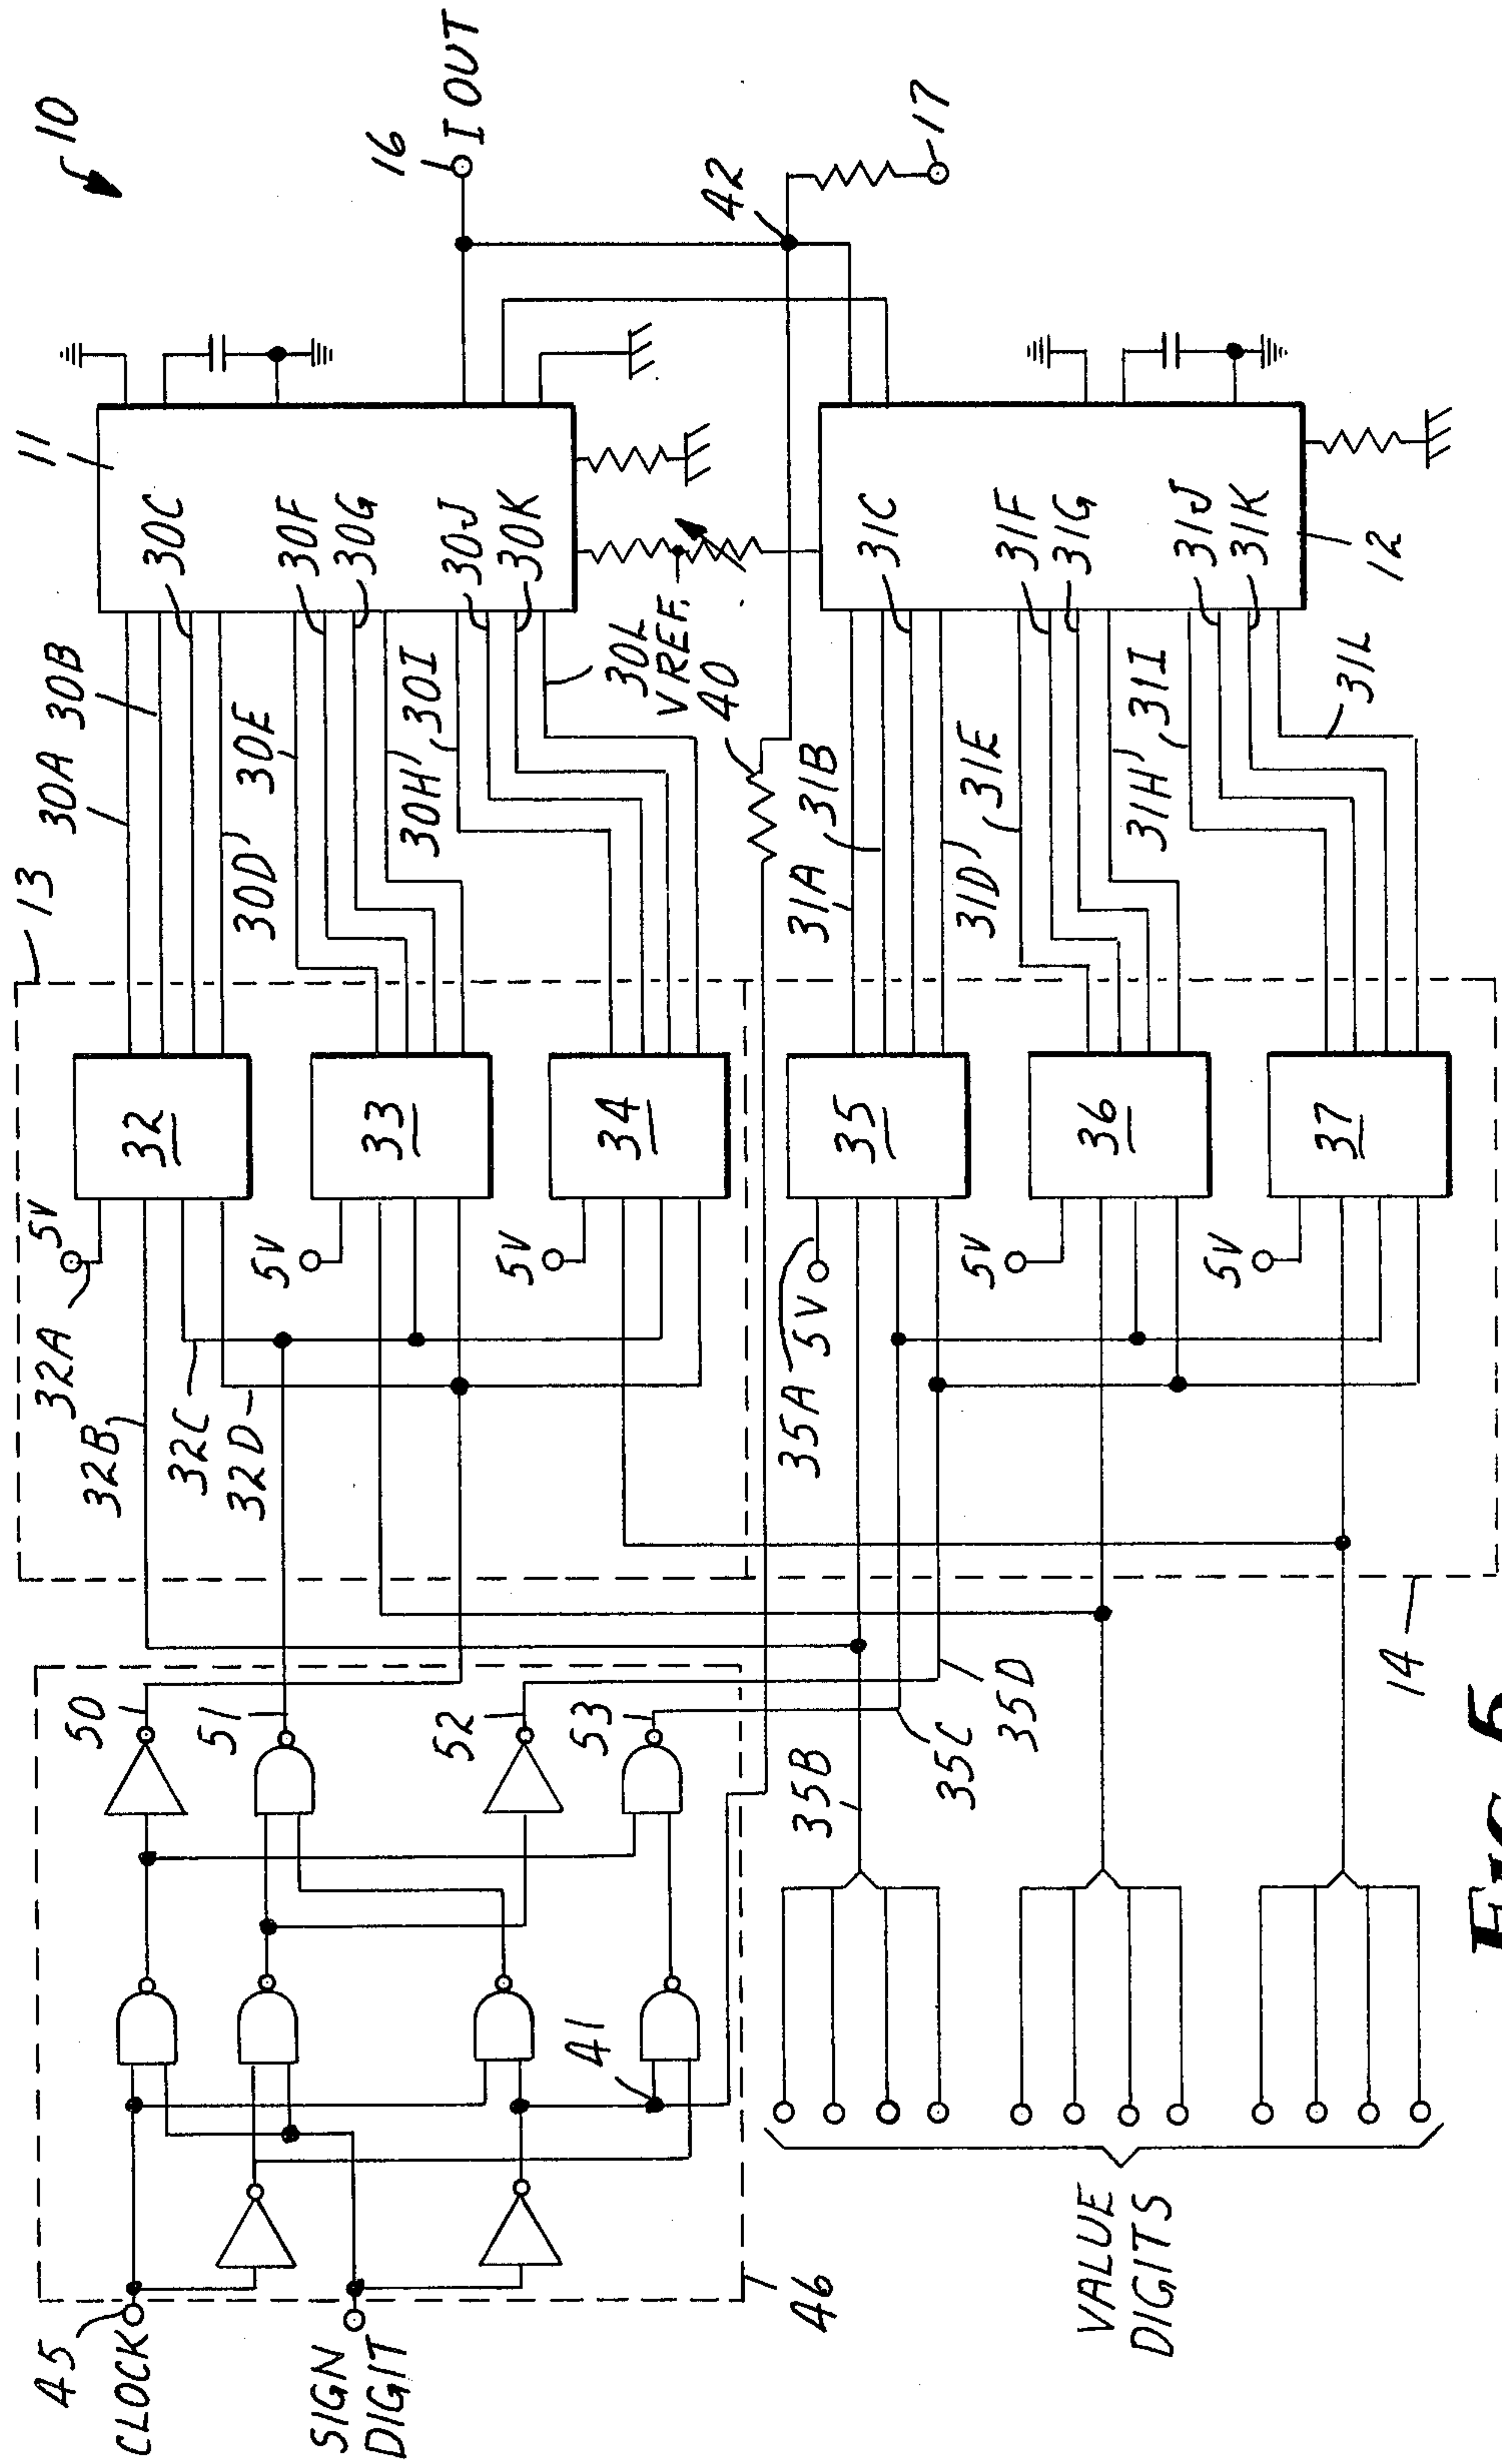 10
16
I OUT
42
17
11
30C
30F
30G
30J
30K
31C
31F
31G
31J
31K
12
30A
30B
30D
30E
30H
30I
30L
V REF.
40
31A
31B
31D
31E
31H
31I
31L
13
32
33
34
35
36
37
5V
5V
5V
5V
5V
5V
32A
32B
32C
32D
35A
14
50
51
52
53
35B
35C
35D
41
45
CLOCK
SIGN
DIGIT
46
VALUE
DIGITS